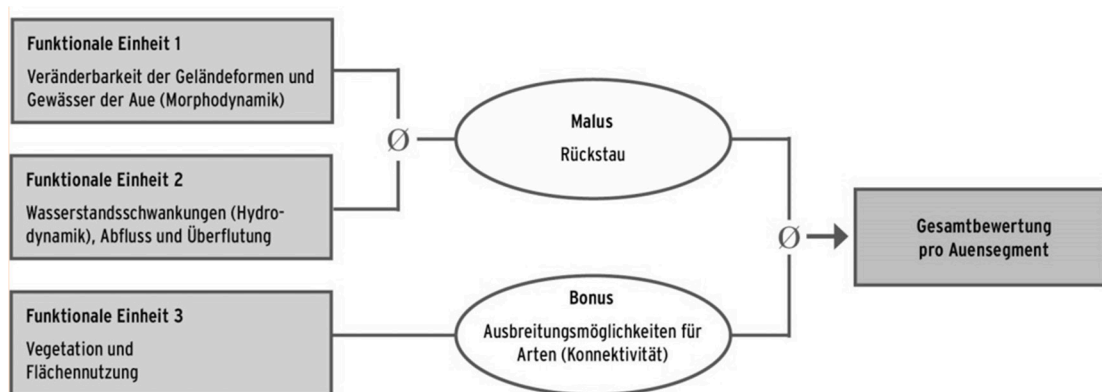 Funktionale Einheit 1
Veränderbarkeit der Geländeformen und
Gewässer der Aue (Morphodynamik)
Ø
Malus
Rückstau
Funktionale Einheit 2
Wasserstandsschwankungen (Hydro-
dynamik), Abfluss und Überflutung
Ø
Gesamtbewertung
pro Auensegment
Funktionale Einheit 3
Vegetation und
Flächennutzung
Bonus
Ausbreitungsmöglichkeiten für
Arten (Konnektivität)